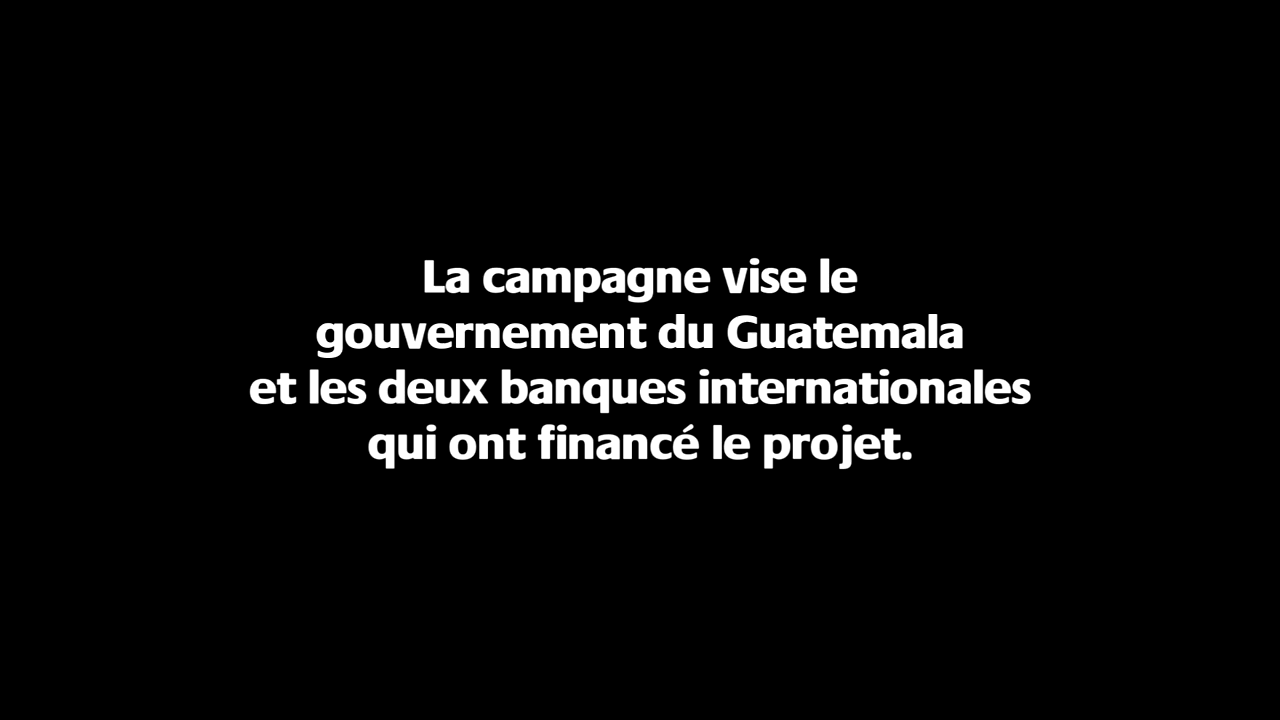 La campagne vise le
gouvernement du Guatemala
et les deux banques internationales
qui ont financé le projet.